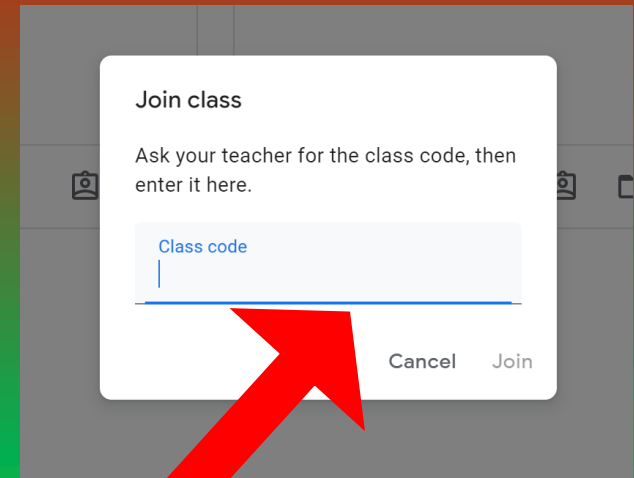 Join class
Ask your teacher for the class code, then
enter it here.
Class code
Cancel Join